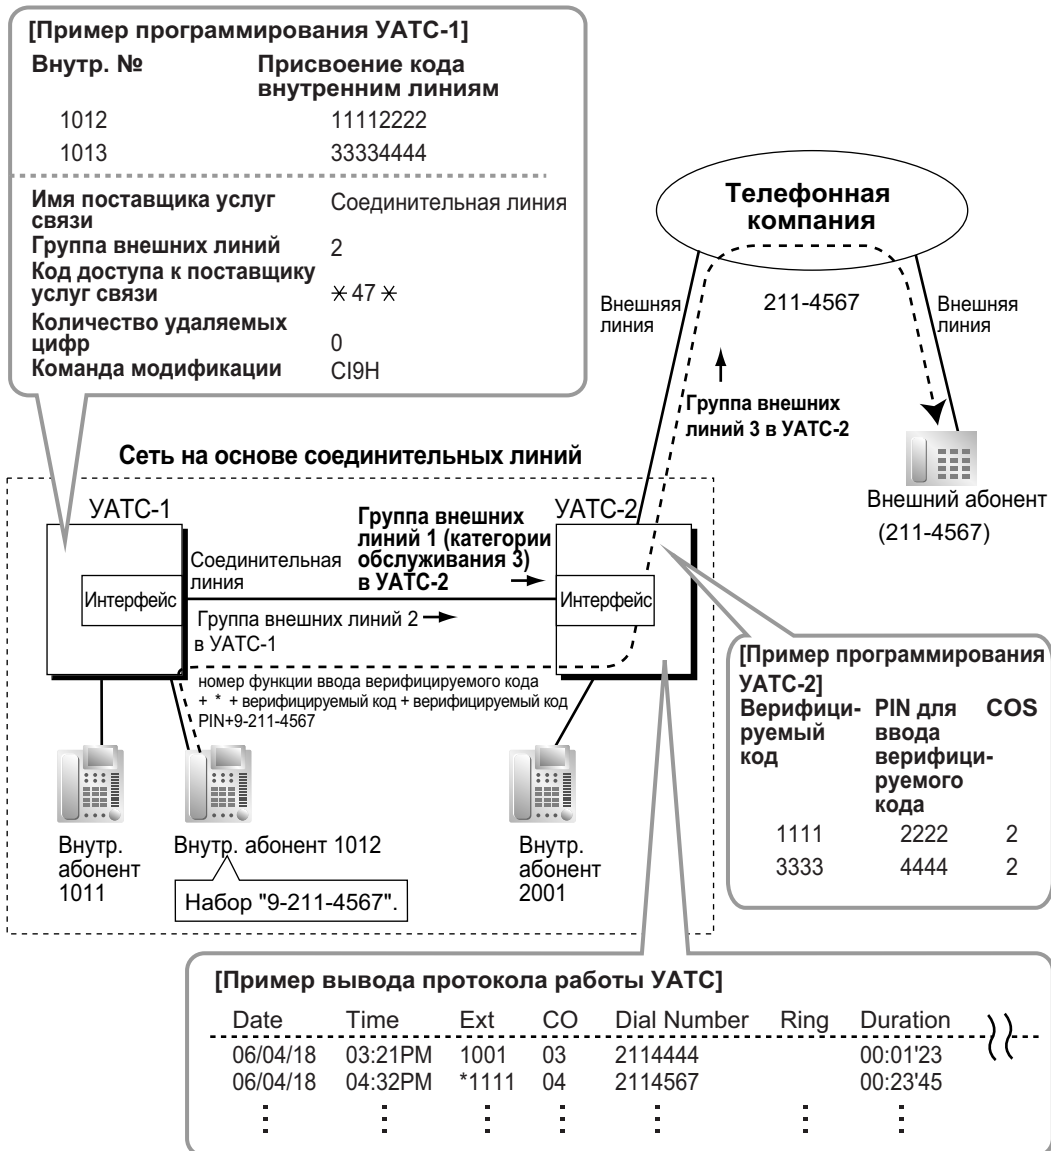 [Пример программирования УАТС-1]
Внутр. № Присвоение кода
внутренним линиям
1012 11112222
1013 33334444
Имя поставщика услуг
связи Соединительная линия
Группа внешних линий 2
Код доступа к поставщику
услуг связи ✳47✳
Количество удаляемых
цифр 0
Команда модификации CI9H
Телефонная
компания
Внешняя
линия
211-4567
Внешняя
линия
Группа внешних
линий 3 в УАТС-2
Внешний абонент
(211-4567)
Сеть на основе соединительных линий
УАТС-1
УАТС-2
Группа внешних
линий 1 (категории
обслуживания 3)
в УАТС-2
Соединительная
линия
Интерфейс
Интерфейс
Группа внешних линий 2
в УАТС-1
номер функции ввода верифицируемого кода
+ * + верифицируемый код + верифицируемый код
PIN+9-211-4567
Внутр.
абонент
1011
Внутр. абонент 1012
Набор "9-211-4567".
Внутр.
абонент
2001
[Пример программирования
УАТС-2]
Верифици-
руемый
код
PIN для
ввода
верифици-
руемого
кода
COS
1111 2222 2
3333 4444 2
[Пример вывода протокола работы УАТС]
Date Time Ext CO Dial Number Ring Duration
06/04/18 03:21PM 1001 03 2114444 00:01'23
06/04/18 04:32PM *1111 04 2114567 00:23'45